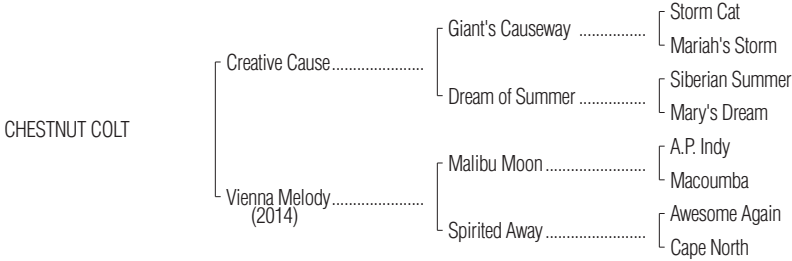 Storm Cat
Giant's Causeway ................
Mariah's Storm
Creative Cause......................
Siberian Summer
Dream of Summer ................
Mary's Dream
CHESTNUT COLT
A.P. Indy
Malibu Moon ........................
Macoumba
Vienna Melody......................
(2014)
Awesome Again
Spirited Away ........................
Cape North